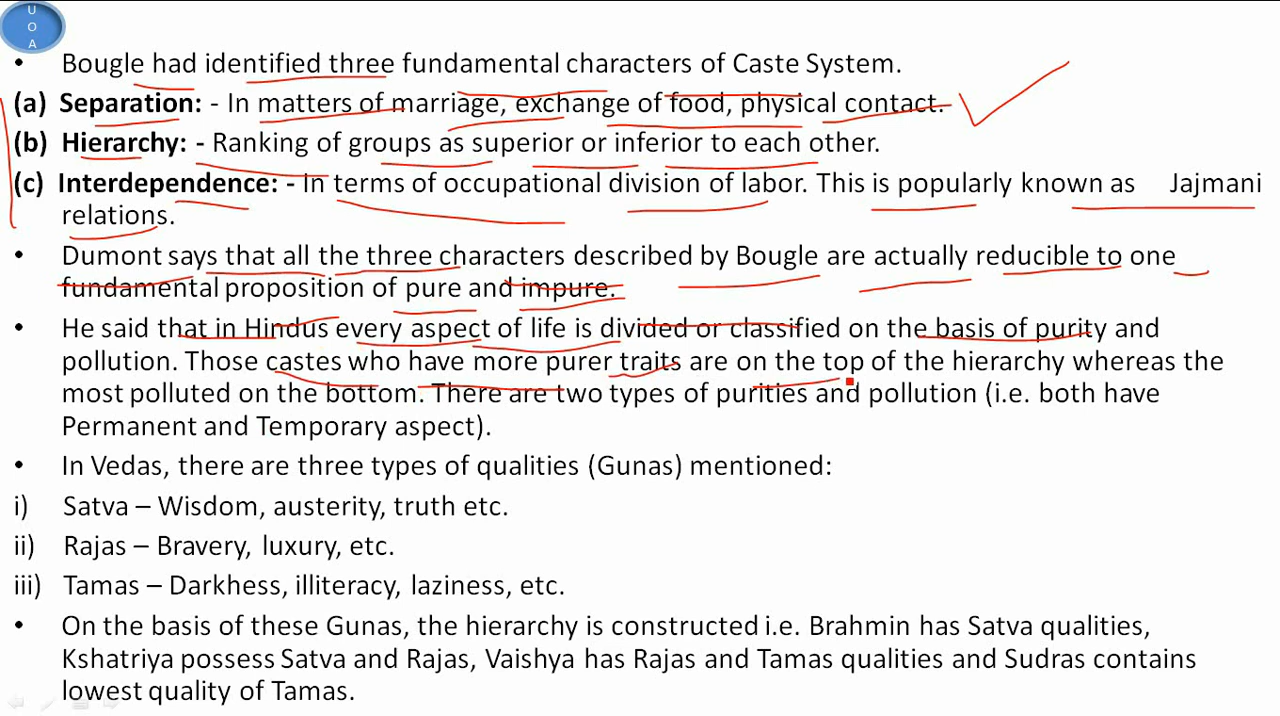 U
O
A
• Bougle had identified three fundamental characters of Caste System.
(a) Separation: - In matters of marriage, exchange of food, physical contact.
(b) Hierarchy: - Ranking of groups as superior or inferior to each other.
(c) Interdependence: - In terms of occupational division of labor. This is popularly known as Jajmani
relations.
• Dumont says that all the three characters described by Bougle are actually reducible to one
fundamental proposition of pure and impure.
• He said that in Hindus every aspect of life is divided or classified on the basis of purity and
pollution. Those castes who have more purer traits are on the top of the hierarchy whereas the
most polluted on the bottom. There are two types of purities and pollution (i.e. both have
Permanent and Temporary aspect).
• In Vedas, there are three types of qualities (Gunas) mentioned:
i) Satva – Wisdom, austerity, truth etc.
ii) Rajas – Bravery, luxury, etc.
iii) Tamas – Darkhess, illiteracy, laziness, etc.
• On the basis of these Gunas, the hierarchy is constructed i.e. Brahmin has Satva qualities,
Kshatriya possess Satva and Rajas, Vaishya has Rajas and Tamas qualities and Sudras contains
lowest quality of Tamas.